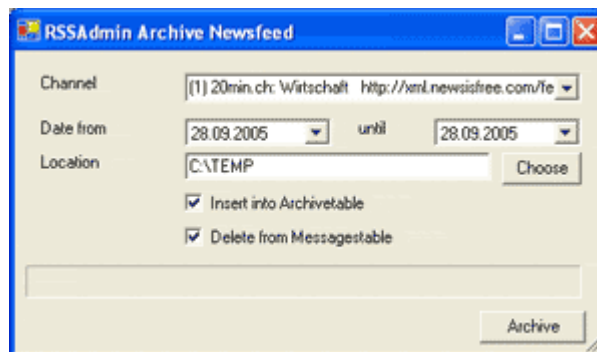 RSSAdmin Archive Newsfeed
Channel (1) 20min.ch: Wirtschaft http://xml.newsisfree.com/fe
Date from 28.09.2005 until 28.09.2005
Location C:\TEMP Choose
Insert into Archivetable
Delete from Messagestable
Archive